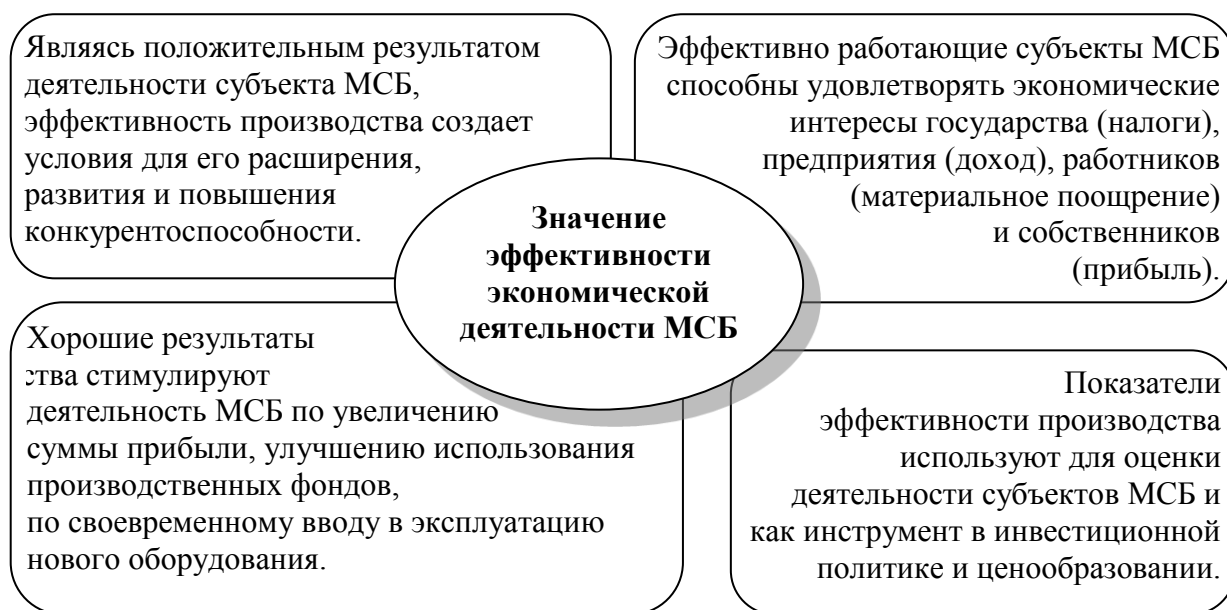 Являясь положительным результатом
деятельности субъекта МСБ,
эффективность производства создает
условия для его расширения,
развития и повышения
конкурентоспособности.
Эффективно работающие субъекты МСБ
способны удовлетворять экономические
интересы государства (налоги),
предприятия (доход), работников
(материальное поощрение)
и собственников
(прибыль).
Значение
эффективности
экономической
деятельности МСБ
Хорошие результаты
ства стимулируют
деятельность МСБ по увеличению
суммы прибыли, улучшению использования
производственных фондов,
по своевременному вводу в эксплуатацию
нового оборудования.
Показатели
эффективности производства
используют для оценки
деятельности субъектов МСБ и
как инструмент в инвестиционной
политике и ценообразовании.